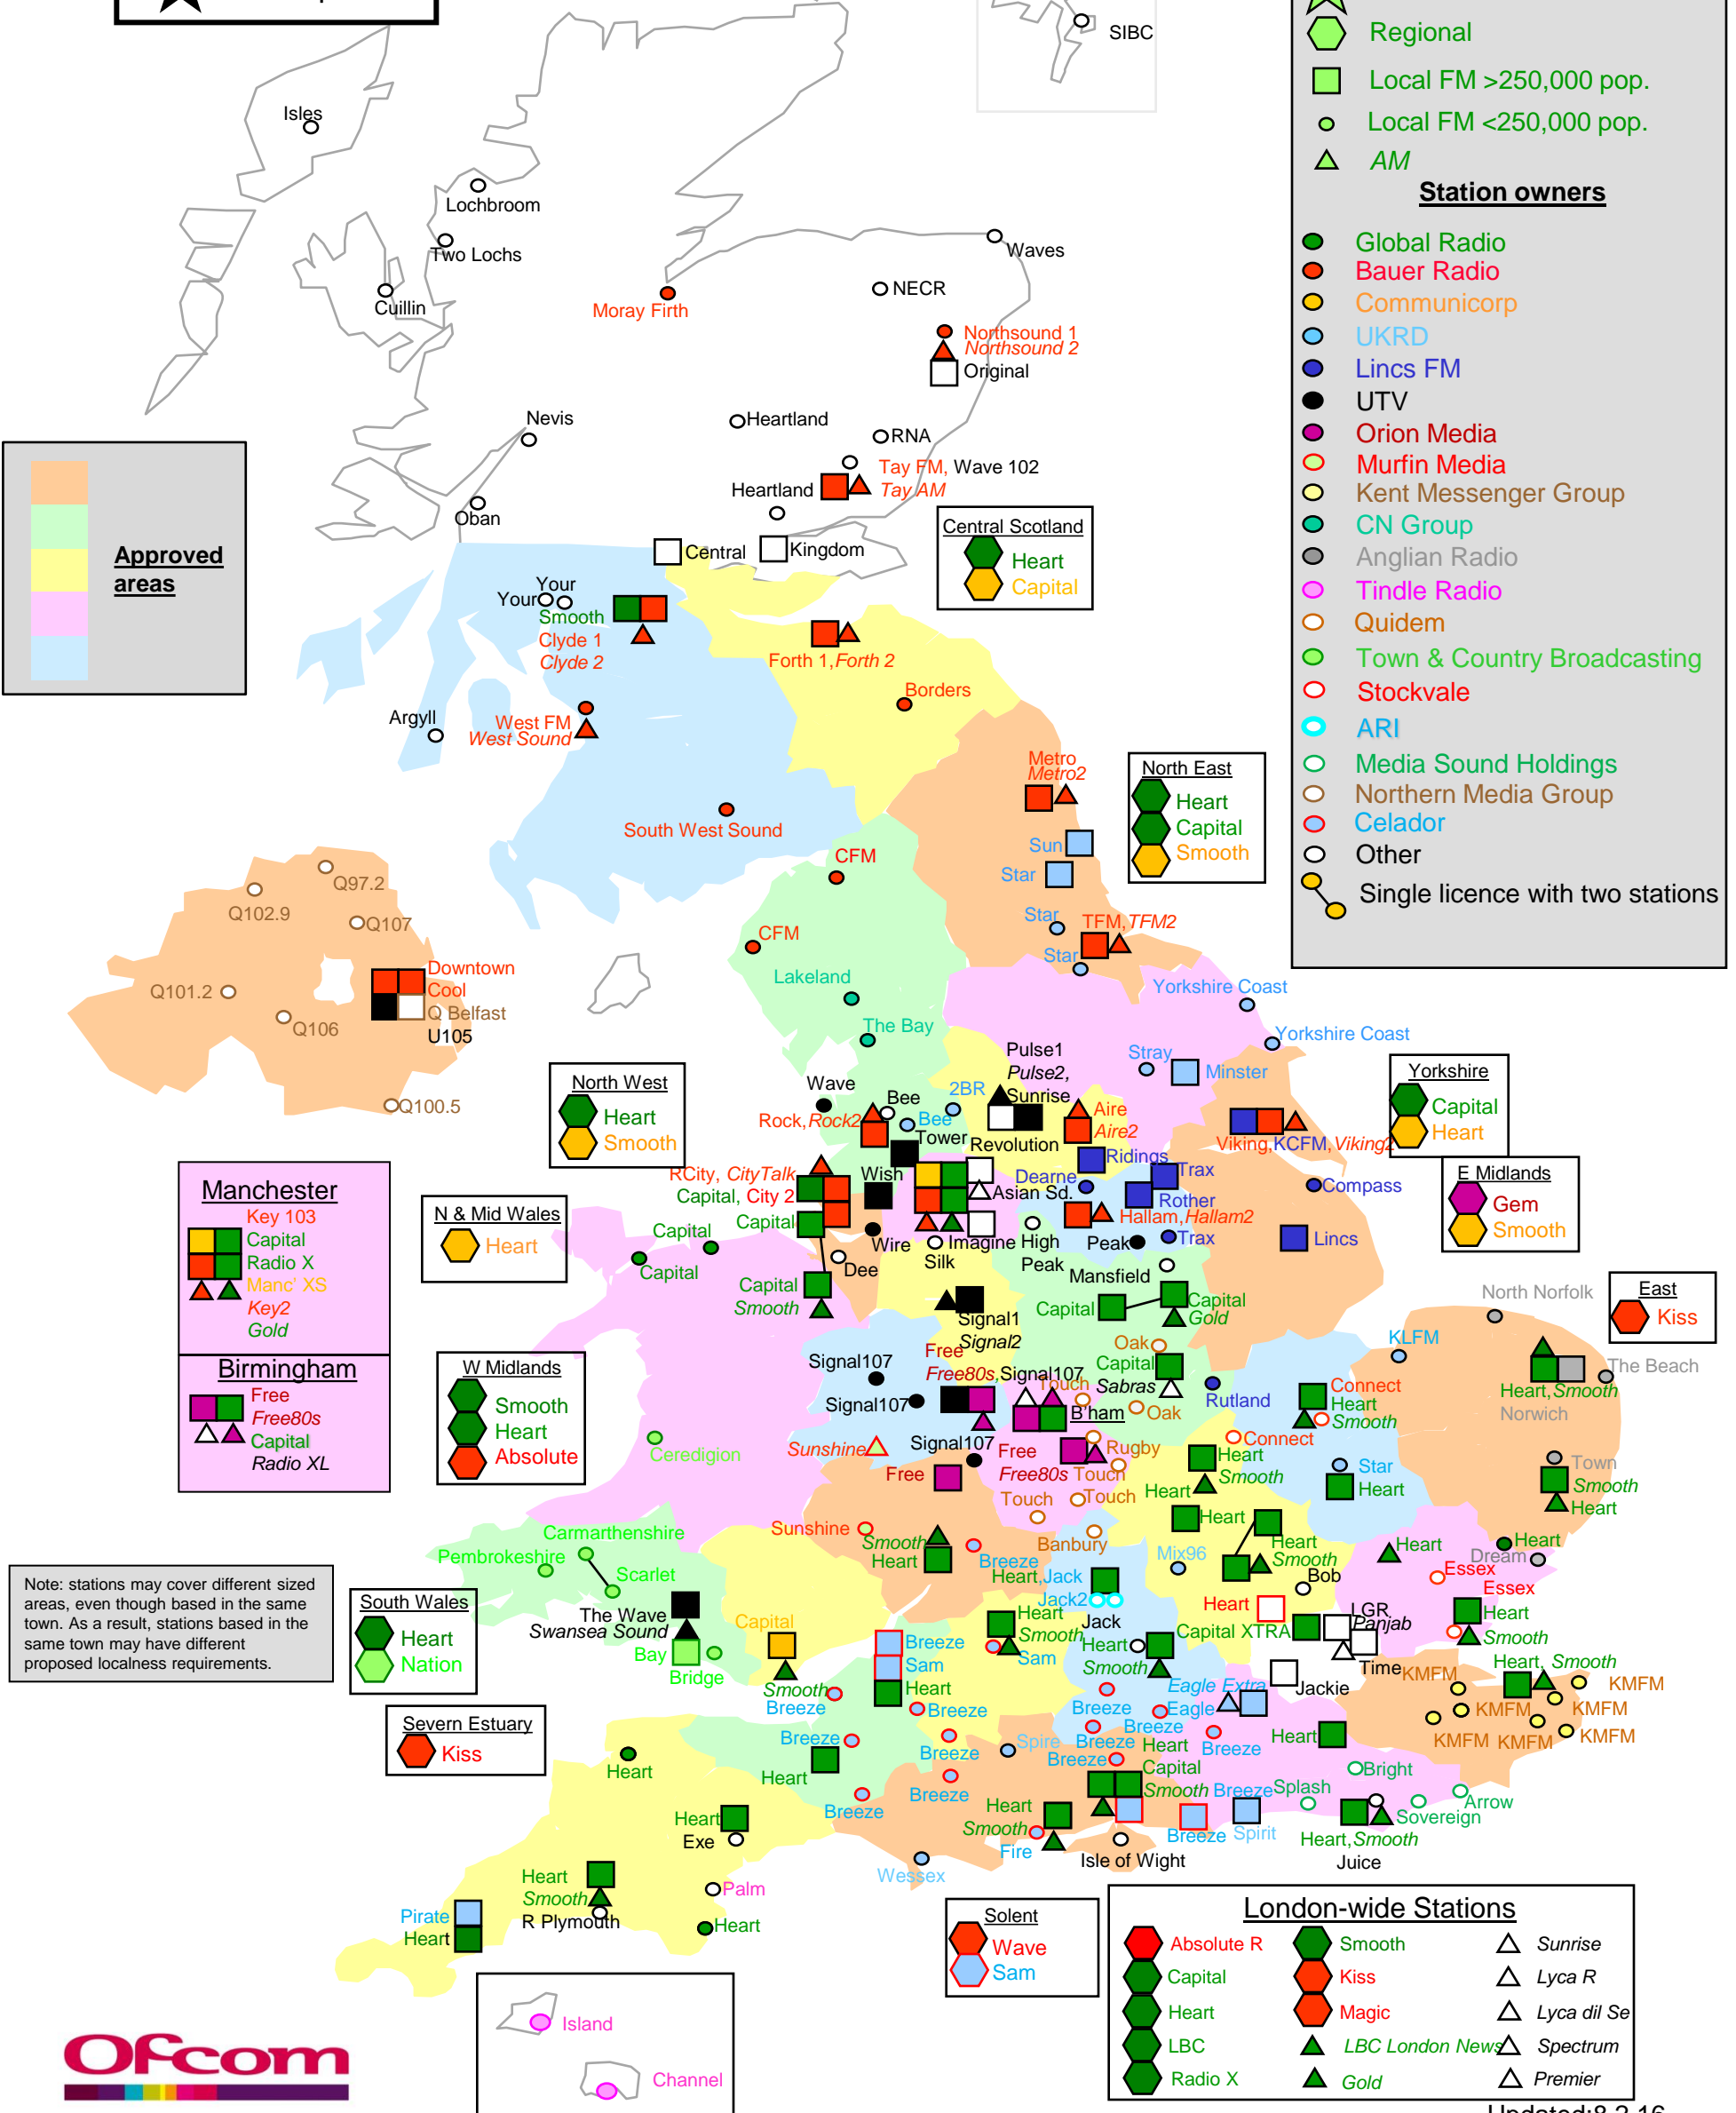 SIBC
Regional
Local FM >250,000 pop.
Local FM <250,000 pop.
AM
Station owners
Global Radio
Bauer Radio
Communicorp
UKRD
Lincs FM
UTV
Orion Media
Murfin Media
Kent Messenger Group
CN Group
Anglian Radio
Tindle Radio
Quidem
Town & Country Broadcasting
Stockvale
ARI
Media Sound Holdings
Northern Media Group
Celador
Other
Single licence with two stations
Isles
Lochbroom
Two Lochs
Cuillin
Moray Firth
Waves
NECR
Northsound 1
Northsound 2
Original
Nevis
Heartland
RNA
Tay FM, Wave 102
Tay AM
Heartland
Oban
Approved
areas
Central
Kingdom
Central Scotland
Heart
Capital
Your
Your
Smooth
Clyde 1
Clyde 2
Forth 1,Forth 2
Borders
Argyll
West FM
West Sound
South West Sound
Metro
Metro2
North East
Heart
Capital
Smooth
Sun
Star
Star
TFM,TFM2
Star
CFM
CFM
Lakeland
The Bay
Q97.2
Q102.9
Q107
Q101.2
Q106
Downtown
Cool
Q Belfast
U105
Q100.5
Yorkshire Coast
Yorkshire Coast
Stray
Minster
Yorkshire
Capital
Heart
North West
Heart
Smooth
Wave
Rock,Rock2
Bee
Bee
2BR
Tower
Pulse1
Pulse2,
Sunrise
Revolution
Aire
Aire2
Viking,KCFM,Viking2
Ridings
Dearne
Trax
Rother
Hallam,Hallam2
Trax
Compass
Lincs
E Midlands
Gem
Smooth
RCity, CityTalk
Capital, City 2
Capital
Wish
Asian Sd.
Wire
Silk
Imagine
High
Peak
Peak
Mansfield
Dee
Manchester
Key 103
Capital
Radio X
Manc' XS
Key2
Gold
Birmingham
Free
Free80s
Capital
Radio XL
N & Mid Wales
Heart
Capital
Capital
Capital
Smooth
Signal1
Signal2
Capital
Capital
Gold
North Norfolk
East
Kiss
KLFM
The Beach
Heart,Smooth
Norwich
W Midlands
Smooth
Heart
Absolute
Signal107
Signal107
Free
Free80s,Signal107
Touch
B'ham
Oak
Capital
Sabras
Oak
Rutland
Connect
Heart
Smooth
Connect
Ceredigion
Sunshine
Signal107
Free
Free
Free80s
Rugby
Touch
Touch
Touch
Heart
Smooth
Heart
Star
Heart
Town
Smooth
Heart
Sunshine
Smooth
Heart
Breeze
Banbury
Heart
Heart
Smooth
Mix96
Bob
Heart
Heart
Dream
Essex
Essex
Heart
Smooth
Carmarthenshire
Pembrokeshire
Scarlet
Note: stations may cover different sized
areas, even though based in the same
town. As a result, stations based in the
same town may have different
proposed localness requirements.
South Wales
Heart
Nation
The Wave
Swansea Sound
Bay
Bridge
Capital
Smooth
Breeze
Breeze
Sam
Heart
Breeze
Heart,Jack
Jack2
Jack
Heart
Smooth
Sam
Heart
Smooth
Heart
Capital XTRA
LGR
Panjab
Time
Jackie
Heart, Smooth
KMFM
KMFM
KMFM
KMFM
KMFM
KMFM
KMFM
Severn Estuary
Kiss
Breeze
Heart
Breeze
Breeze
Breeze
Spire
Breeze
Eagle Extra
Eagle
Breeze
Breeze
Breeze
Breeze
Heart
Capital
Smooth
Heart
Bright
Splash
Arrow
Sovereign
Heart,Smooth
Juice
Breeze
Breeze
Spirit
Heart
Smooth
Fire
Isle of Wight
Wessex
Heart
Heart
Exe
Heart
Smooth
R Plymouth
Palm
Heart
Pirate
Heart
Solent
Wave
Sam
London-wide Stations
Absolute R
Capital
Heart
LBC
Radio X
Smooth
Kiss
Magic
LBC London News
Gold
Sunrise
Lyca R
Lyca dil Se
Spectrum
Premier
Island
Channel
Ofcom
Updated:8.2.16